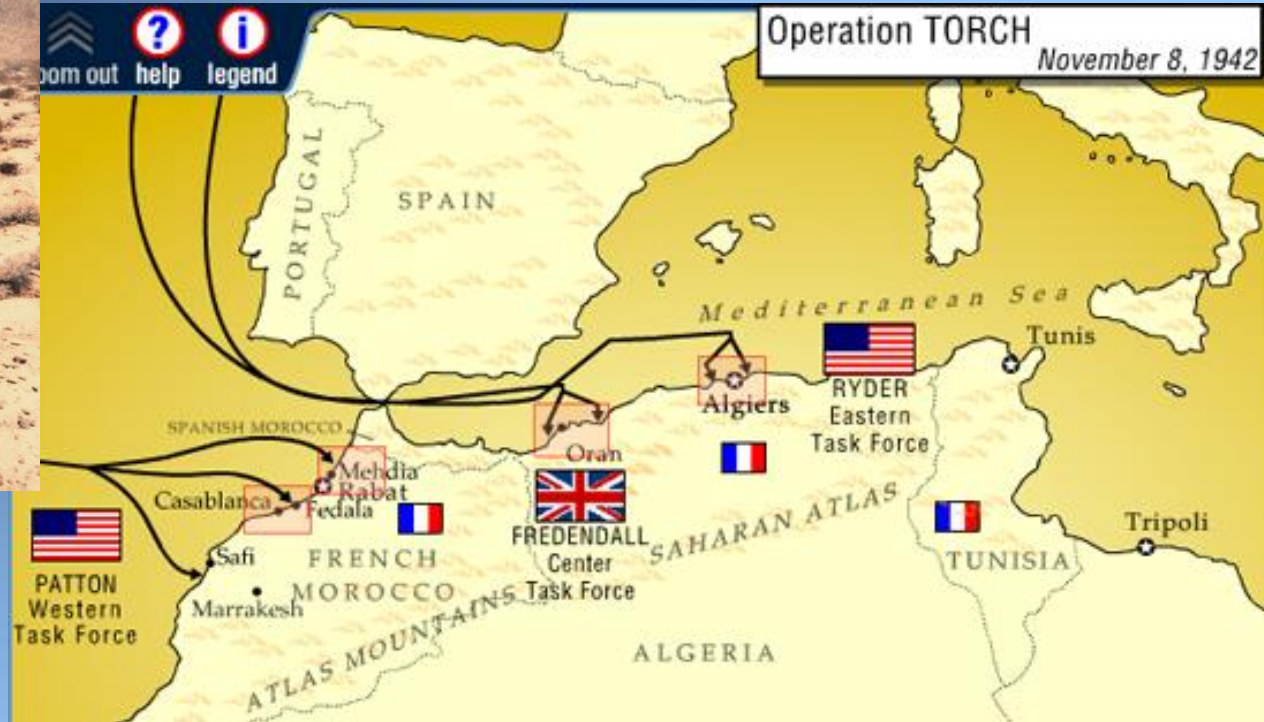 oom out help legend
Operation TORCH
November 8, 1942
PORTUGAL
SPAIN
Mediterranean Sea
Tunis
RYDER
Eastern
Task Force
Algiers
SPANISH MOROCCO
Oran
Mehdia
Rabat
Casablanca
Fedala
FREDENDALL
Center
Task Force
SAHARAN ATLAS
Tripoli
TUNISIA
Safi
FRENCH
MOROCCO
Marrakesh
PATTON
Western
Task Force
ATLAS MOUNTAINS
ALGERIA